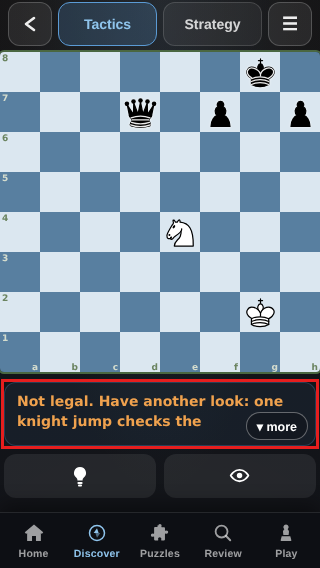 Tactics
Strategy
8
7
6
5
4
3
2
1
a b c d e f g h
Not legal. Have another look: one
knight jump checks the
▾ more
Home
Discover
Puzzles
Review
Play